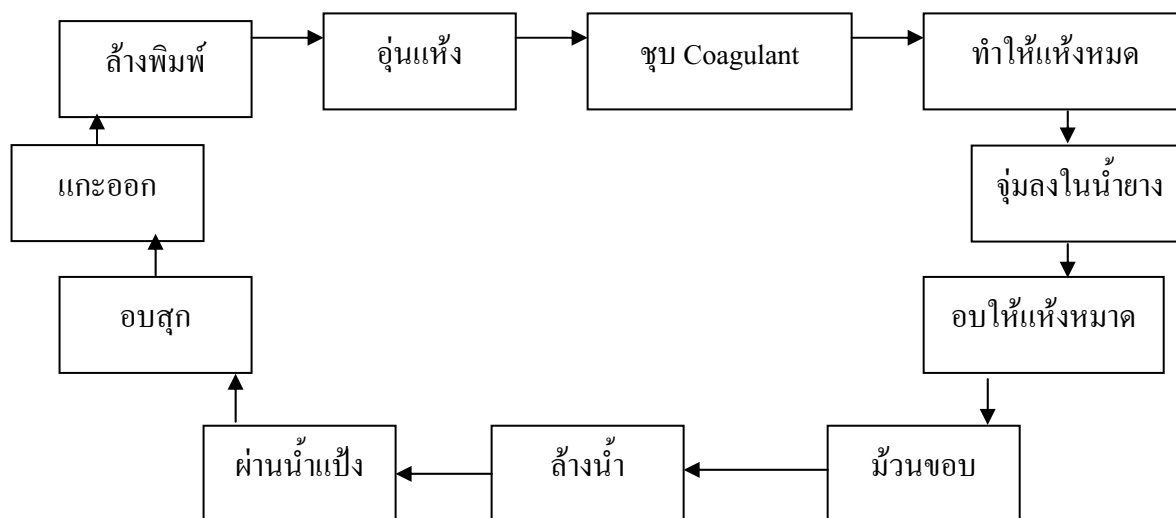 ล้างพิมพ์
อุ่นแห้ง
ชุบ Coagulant
ทำให้แห้งหมด
จุ่มลงในน้ำยาง
อบให้แห้งหมาด
ม้วนขอบ
ล้างน้ำ
ผ่านน้ำแป้ง
อบสุก
แกะออก